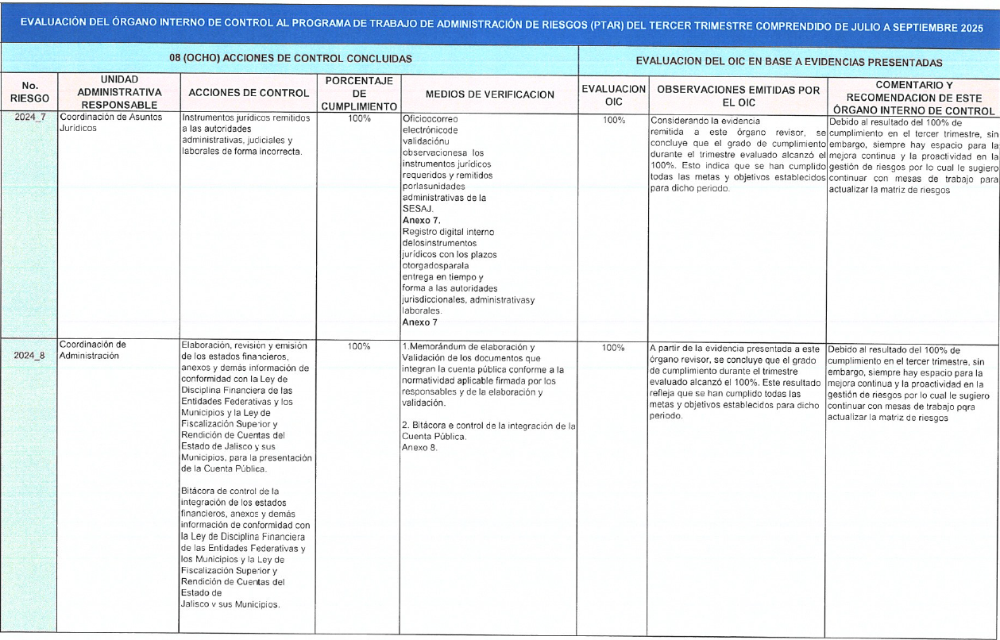 EVALUACIÓN DEL ÓRGANO INTERNO DE CONTROL AL PROGRAMA DE TRABAJO DE ADMINISTRACIÓN DE RIESGOS (PTAR) DEL TERCER TRIMESTRE COMPRENDIDO DE JULIO A SEPTIEMBRE 2025
08 (OCHO) ACCIONES DE CONTROL CONCLUIDAS
EVALUACION DEL OIC EN BASE A EVIDENCIAS PRESENTADAS
No.
RIESGO
UNIDAD
ADMINISTRATIVA
RESPONSABLE
ACCIONES DE CONTROL
PORCENTAJE
DE
CUMPLIMIENTO
MEDIOS DE VERIFICACION
EVALUACION
OIC
OBSERVACIONES EMITIDAS POR
EL OIC
COMENTARIO Y
RECOMENDACION DE ESTE
ÓRGANO INTERNO DE CONTROL
2024_7
Coordinación de Asuntos
Jurídicos
Instrumentos jurídicos remitidos
a las autoridades
administrativas, judiciales y
laborales de forma incorrecta.
100%
Oficioocorreo
electrónicode
validaciónu
observacionesa los
instrumentos jurídicos
requeridos y remitidos
porlasunidades
administrativas de la
SESAJ.
Anexo 7.
Registro digital interno
delosinstrumentos
jurídicos con los plazos
otorgadosparala
entrega en tiempo y
forma a las autoridades
jurisdiccionales, administrativasy
laborales.
Anexo 7
100%
Considerando la evidencia
remitida a este órgano revisor, se
concluye que el grado de cumplimiento
durante el trimestre evaluado alcanzó el
100%. Esto indica que se han cumplido
todas las metas y objetivos establecidos
para dicho periodo.
Debido al resultado del 100% de
cumplimiento en el tercer trimestre, sin
embargo, siempre hay espacio para la
mejora continua y la proactividad en la
gestión de riesgos por lo cual le sugiero
continuar con mesas de trabajo para
actualizar la matriz de riesgos
2024_8
Coordinación de
Administración
Elaboración, revisión y emisión
de los estados financieros,
anexos y demás información de
conformidad con la Ley de
Disciplina Financiera de las
Entidades Federativas y los
Municipios y la Ley de
Fiscalización Superior y
Rendición de Cuentas del
Estado de Jalisco y sus
Municipios, para la presentación
de la Cuenta Pública.
Bitácora de control de la
integración de los estados
financieros, anexos y demás
información de conformidad con
la Ley de Disciplina Financiera
de las Entidades Federativas y
los Municipios y la Ley de
Fiscalización Superior y
Rendición de Cuentas del
Estado de
Jalisco y sus Municipios.
100%
1.Memorándum de elaboración y
Validación de los documentos que
integran la cuenta pública conforme a la
normatividad aplicable firmada por los
responsables y de la elaboración y
validación.
2. Bitácora e control de la integración de la
Cuenta Pública.
Anexo 8.
100%
A partir de la evidencia presentada a este
órgano revisor, se concluye que el grado
de cumplimiento durante el trimestre
evaluado alcanzó el 100%. Este resultado
refleja que se han cumplido todas las
metas y objetivos establecidos para dicho
periodo.
Debido al resultado del 100% de
cumplimiento en el tercer trimestre, sin
embargo, siempre hay espacio para la
mejora continua y la proactividad en la
gestión de riesgos por lo cual le sugiero
continuar con mesas de trabajo pqra
actualizar la matriz de riesgos